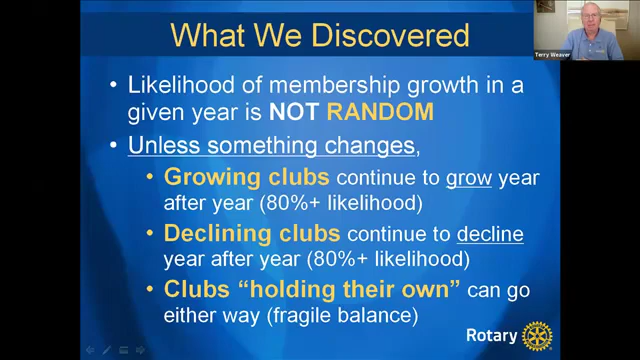 What We Discovered
Terry Weaver
• Likelihood of membership growth in a
given year is NOT RANDOM
• Unless something changes,
• Growing clubs continue to grow year
after year (80%+ likelihood)
• Declining clubs continue to decline
year after year (80%+ likelihood)
• Clubs “holding their own” can go
either way (fragile balance)
Rotary